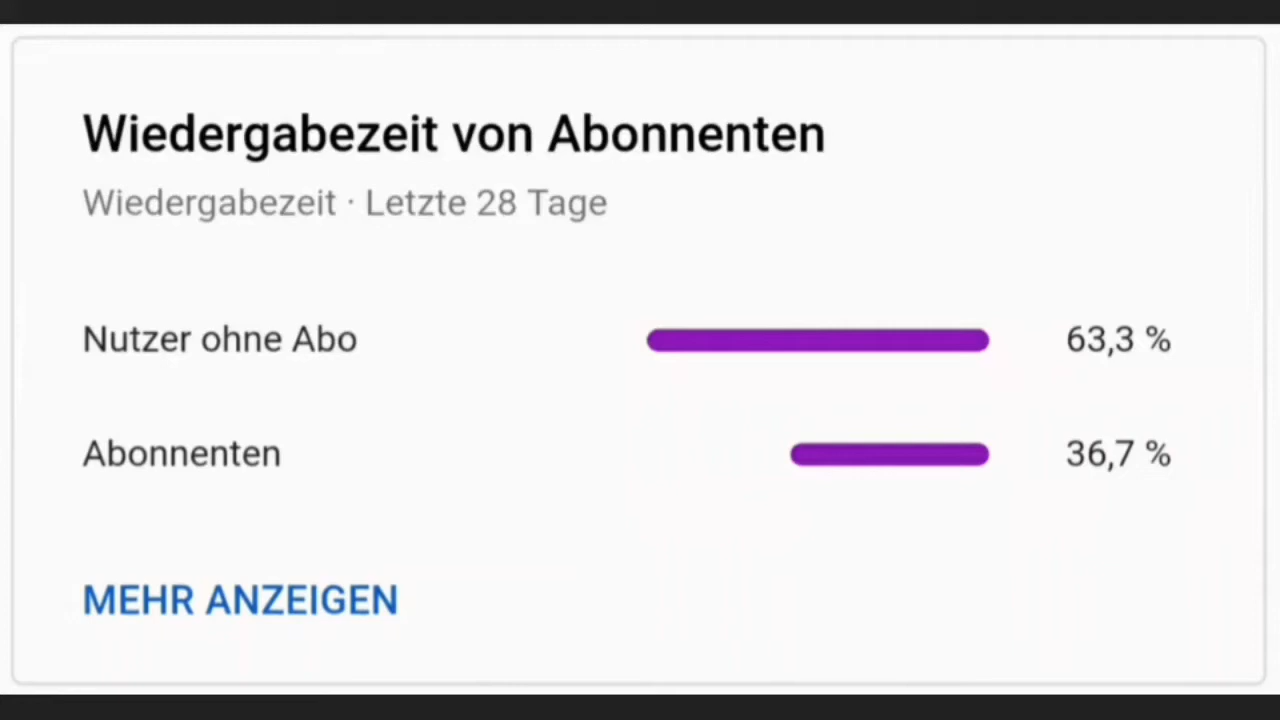 Wiedergabezeit von Abonnenten
Wiedergabezeit · Letzte 28 Tage
Nutzer ohne Abo 63,3 %
Abonnenten 36,7 %
MEHR ANZEIGEN